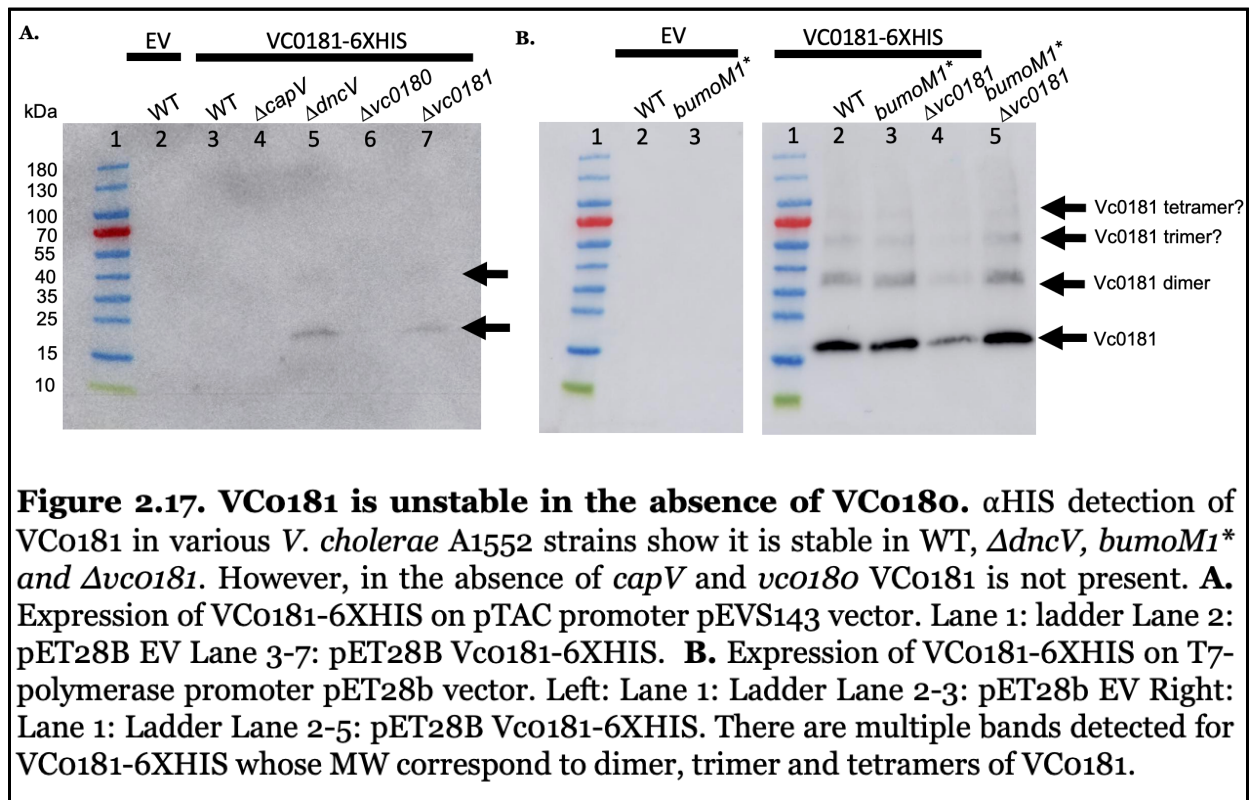 A.
EV
VC0181-6XHIS
kDa
WT
WT
ΔcapV
ΔdncV
Δvc0180
Δvc0181
1 2 3 4 5 6 7
180
130
100
70
55
40
35
25
15
10
B.
EV
WT
bumoM1*
1 2 3
VC0181-6XHIS
WT
bumoM1*
Δvc0181
bumoM1*
Δvc0181
1 2 3 4 5
Vc0181 tetramer?
Vc0181 trimer?
Vc0181 dimer
Vc0181
Figure 2.17. VC0181 is unstable in the absence of VC0180. αHIS detection of
VC0181 in various V. cholerae A1552 strains show it is stable in WT, ΔdncV, bumoM1*
and Δvc0181. However, in the absence of capV and vc0180 VC0181 is not present. A.
Expression of VC0181-6XHIS on pTAC promoter pEVS143 vector. Lane 1: ladder Lane 2:
pET28B EV Lane 3-7: pET28B Vc0181-6XHIS. B. Expression of VC0181-6XHIS on T7-
polymerase promoter pET28b vector. Left: Lane 1: Ladder Lane 2-3: pET28b EV Right:
Lane 1: Ladder Lane 2-5: pET28B Vc0181-6XHIS. There are multiple bands detected for
VC0181-6XHIS whose MW correspond to dimer, trimer and tetramers of VC0181.